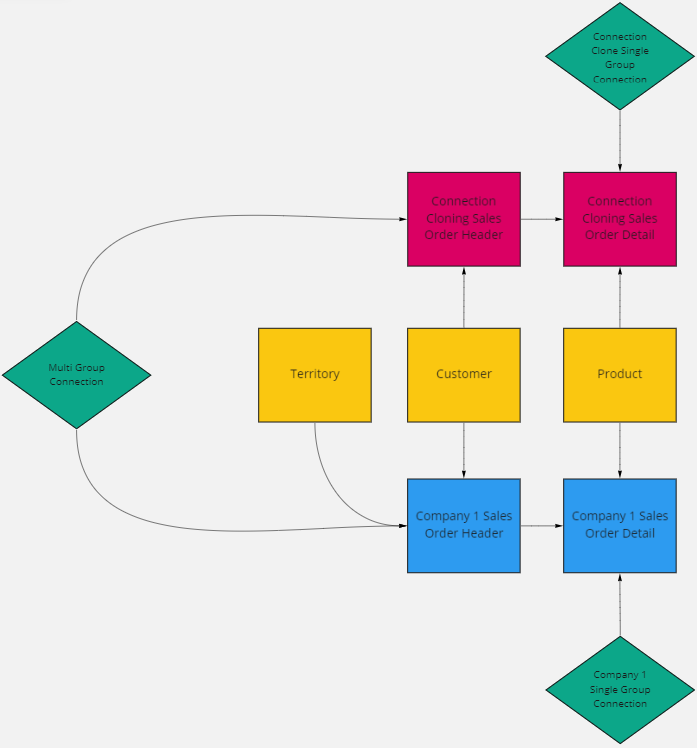 Connection
Clone Single
Group
Connection
Connection
Cloning Sales
Order Header
Connection
Cloning Sales
Order Detail
Multi Group
Connection
Territory
Customer
Product
Company 1 Sales
Order Header
Company 1 Sales
Order Detail
Company 1
Single Group
Connection